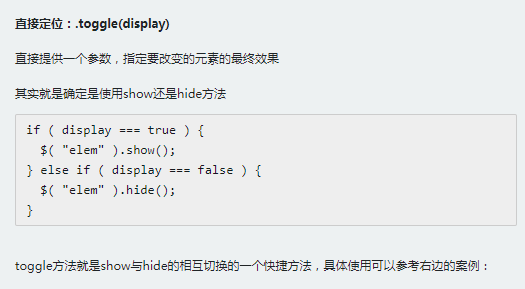 直接定位：.toggle(display)
直接提供一个参数，指定要改变的元素的最终效果
其实就是确定是使用show还是hide方法
if ( display === true ) {
  $( "elem" ).show();
} else if ( display === false ) {
  $( "elem" ).hide();
}
toggle方法就是show与hide的相互切换的一个快捷方法，具体使用可以参考右边的案例：